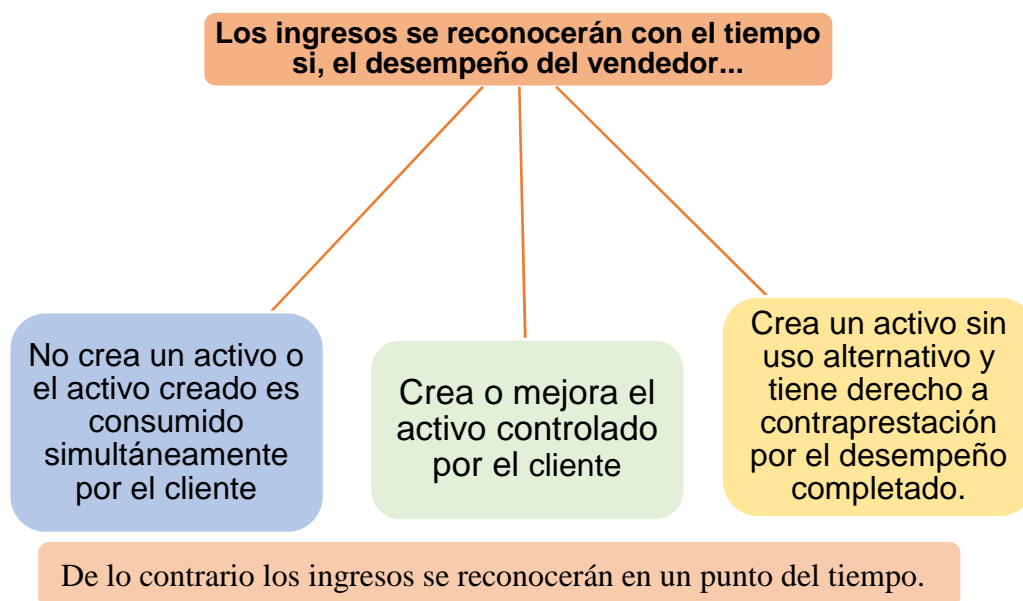 Los ingresos se reconocerán con el tiempo
si, el desempeño del vendedor...
No crea un activo o
el activo creado es
consumido
simultáneamente
por el cliente
Crea o mejora el
activo controlado
por el cliente
Crea un activo sin
uso alternativo y
tiene derecho a
contraprestación
por el desempeño
completado.
De lo contrario los ingresos se reconocerán en un punto del tiempo.